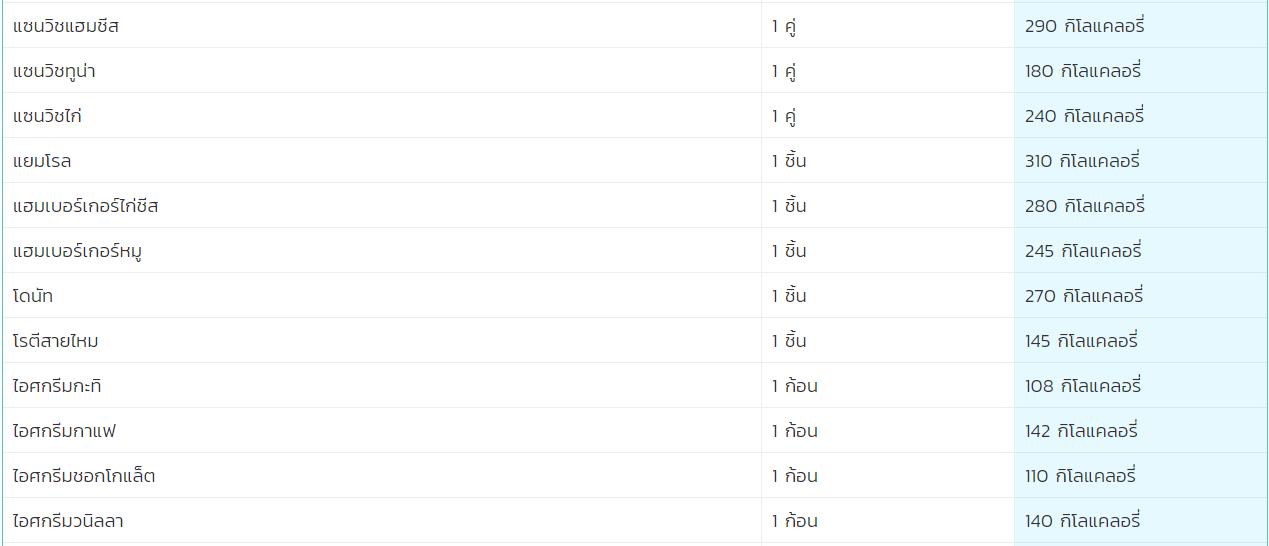 แซนวิชแฮมชีส 1 คู่ 290 กิโลแคลอรี่
แซนวิชทูน่า 1 คู่ 180 กิโลแคลอรี่
แซนวิชไก่ 1 คู่ 240 กิโลแคลอรี่
แยมโรล 1 ชิ้น 310 กิโลแคลอรี่
แฮมเบอร์เกอร์ไก่ชีส 1 ชิ้น 280 กิโลแคลอรี่
แฮมเบอร์เกอร์หมู 1 ชิ้น 245 กิโลแคลอรี่
โดนัท 1 ชิ้น 270 กิโลแคลอรี่
โรตีสายไหม 1 ชิ้น 145 กิโลแคลอรี่
ไอศกรีมกะทิ 1 ก้อน 108 กิโลแคลอรี่
ไอศกรีมกาแฟ 1 ก้อน 142 กิโลแคลอรี่
ไอศกรีมชอกโกแล็ต 1 ก้อน 110 กิโลแคลอรี่
ไอศกรีมวนิลลา 1 ก้อน 140 กิโลแคลอรี่